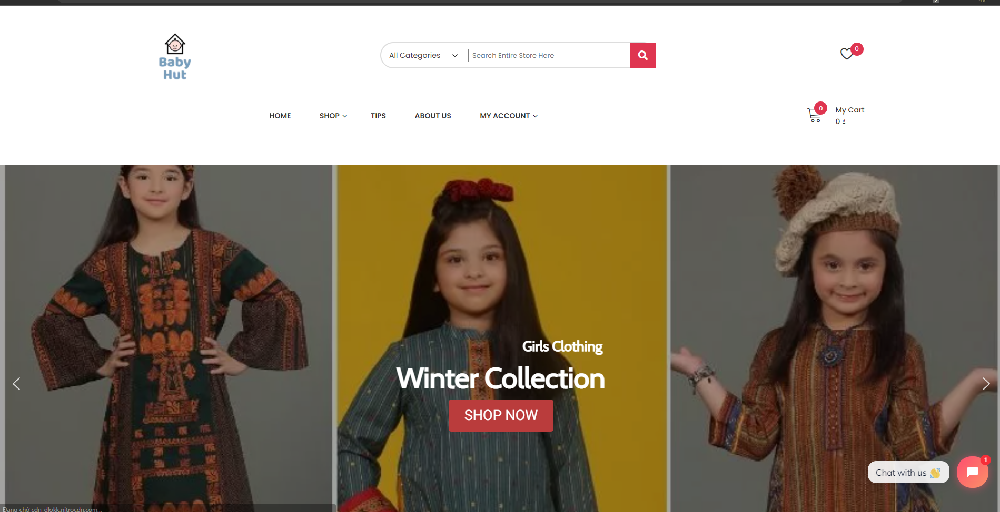 2
Baby
Hut
All Categories
Search Entire Store Here
0
HOME
SHOP
TIPS
ABOUT US
MY ACCOUNT
0
My Cart
0 ₫
Girls Clothing
Winter Collection
SHOP NOW
1
Chat with us 👋
Đang chờ cdn-dlokk.nitrocdn.com...